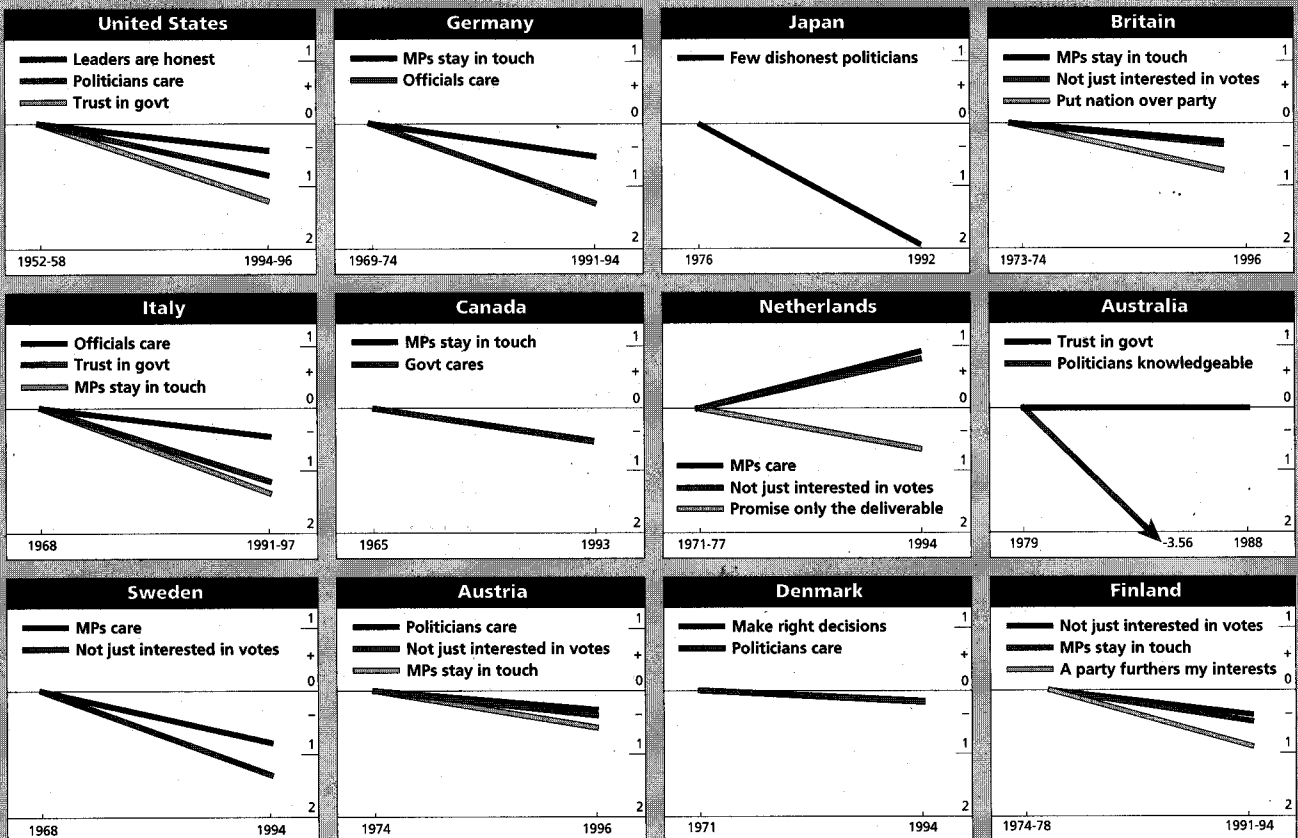 United States
Leaders are honest
Politicians care
Trust in govt
1
+
0
–
1
2
1952-58 1994-96
Germany
MPs stay in touch
Officials care
1
+
0
–
1
2
1969-74 1991-94
Japan
Few dishonest politicians
1
+
0
–
1
2
1976 1992
Britain
MPs stay in touch
Not just interested in votes
Put nation over party
1
+
0
–
1
2
1973-74 1996
Italy
Officials care
Trust in govt
MPs stay in touch
1
+
0
–
1
2
1968 1991-97
Canada
MPs stay in touch
Govt cares
1
+
0
–
1
2
1965 1993
Netherlands
1
+
0
–
1
MPs care
Not just interested in votes
Promise only the deliverable
2
1971-77 1994
Australia
Trust in govt
Politicians knowledgeable
1
+
0
–
1
2
1979 -3.56 1988
Sweden
MPs care
Not just interested in votes
1
+
0
–
1
2
1968 1994
Austria
Politicians care
Not just interested in votes
MPs stay in touch
1
+
0
–
1
2
1974 1996
Denmark
Make right decisions
Politicians care
1
+
0
–
1
2
1971 1994
Finland
Not just interested in votes
MPs stay in touch
A party furthers my interests
1
+
0
–
1
2
1974-78 1991-94